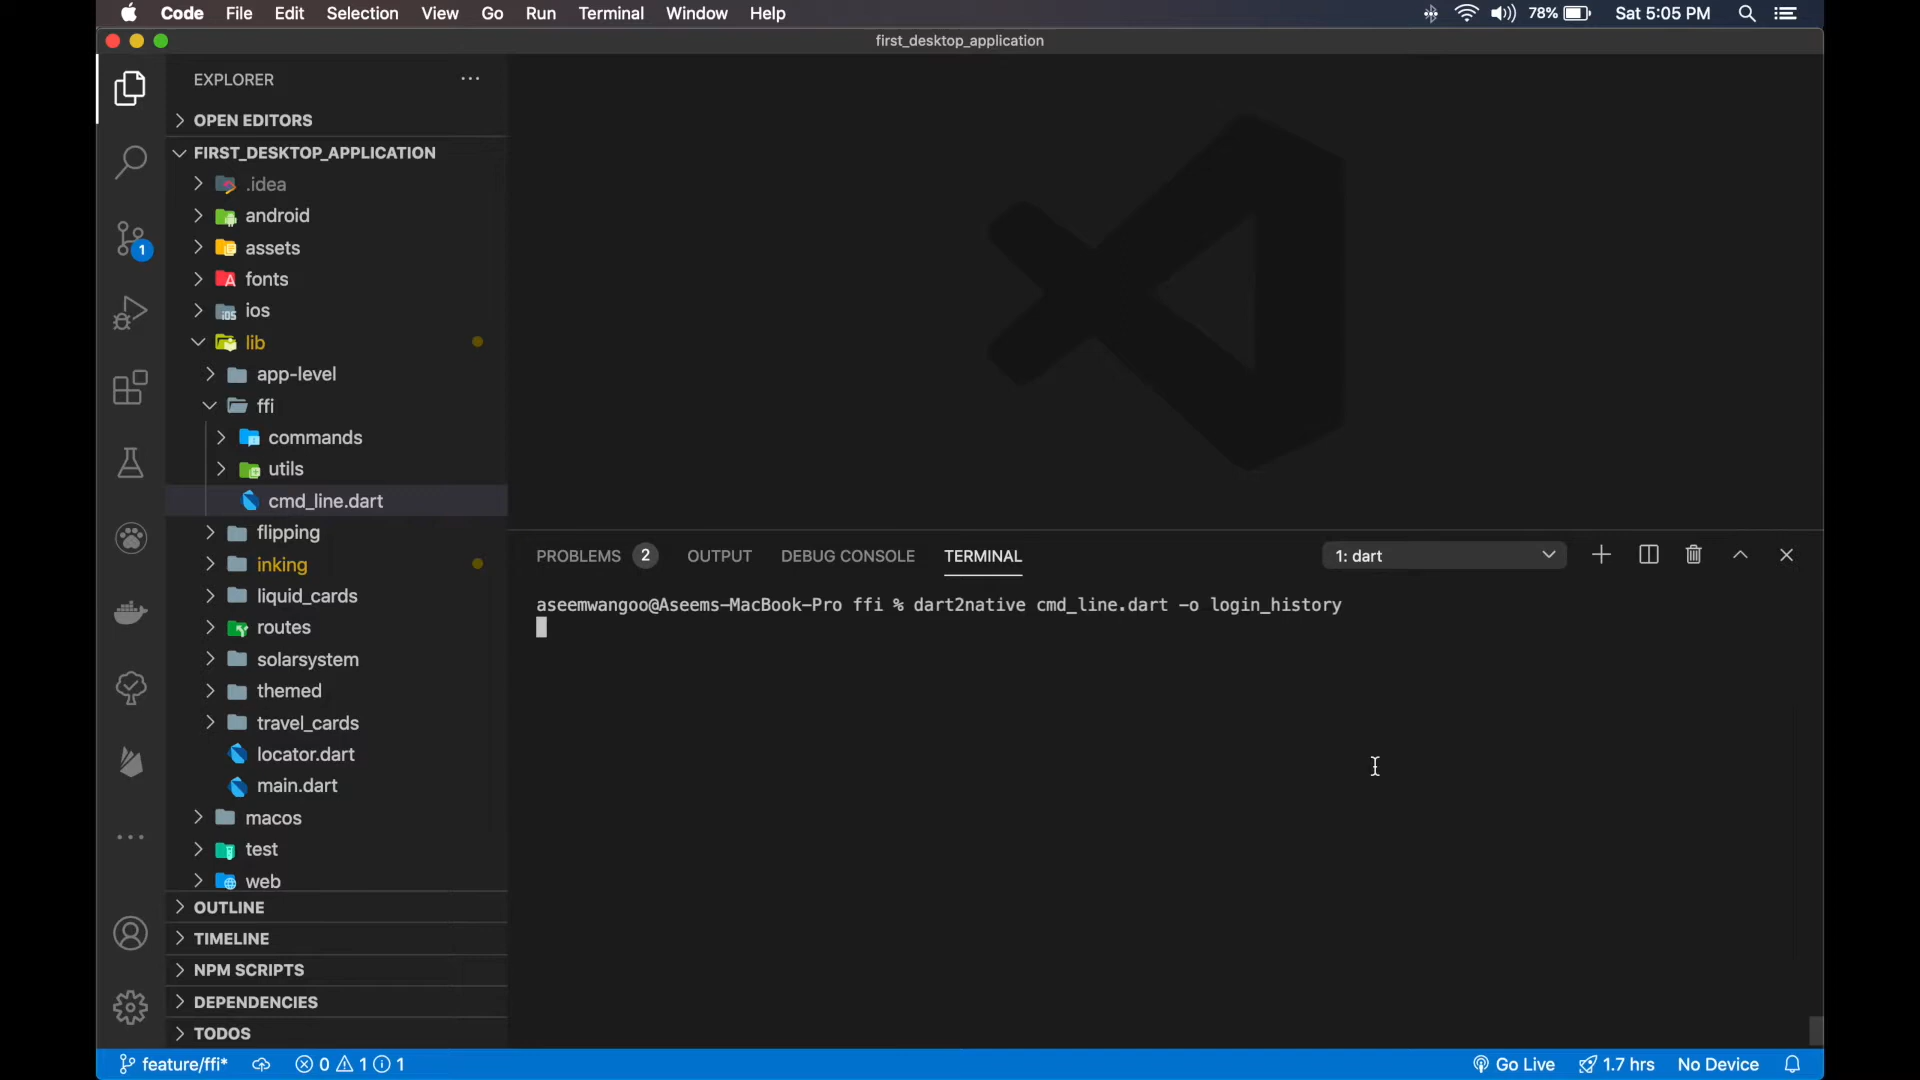 Code File Edit Selection View Go Run Terminal Window Help 78% Sat 5:05 PM
first_desktop_application
EXPLORER
OPEN EDITORS
FIRST_DESKTOP_APPLICATION
.idea
android
assets
fonts
ios
lib
app-level
ffi
commands
utils
cmd_line.dart
flipping
inking
liquid_cards
routes
solarsystem
themed
travel_cards
locator.dart
main.dart
macos
test
web
OUTLINE
TIMELINE
NPM SCRIPTS
DEPENDENCIES
TODOS
1
PROBLEMS 2 OUTPUT DEBUG CONSOLE TERMINAL 1: dart
aseemwangoo@Aseems-MacBook-Pro ffi % dart2native cmd_line.dart -o login_history
feature/ffi* 0 1 1 Go Live 1.7 hrs No Device